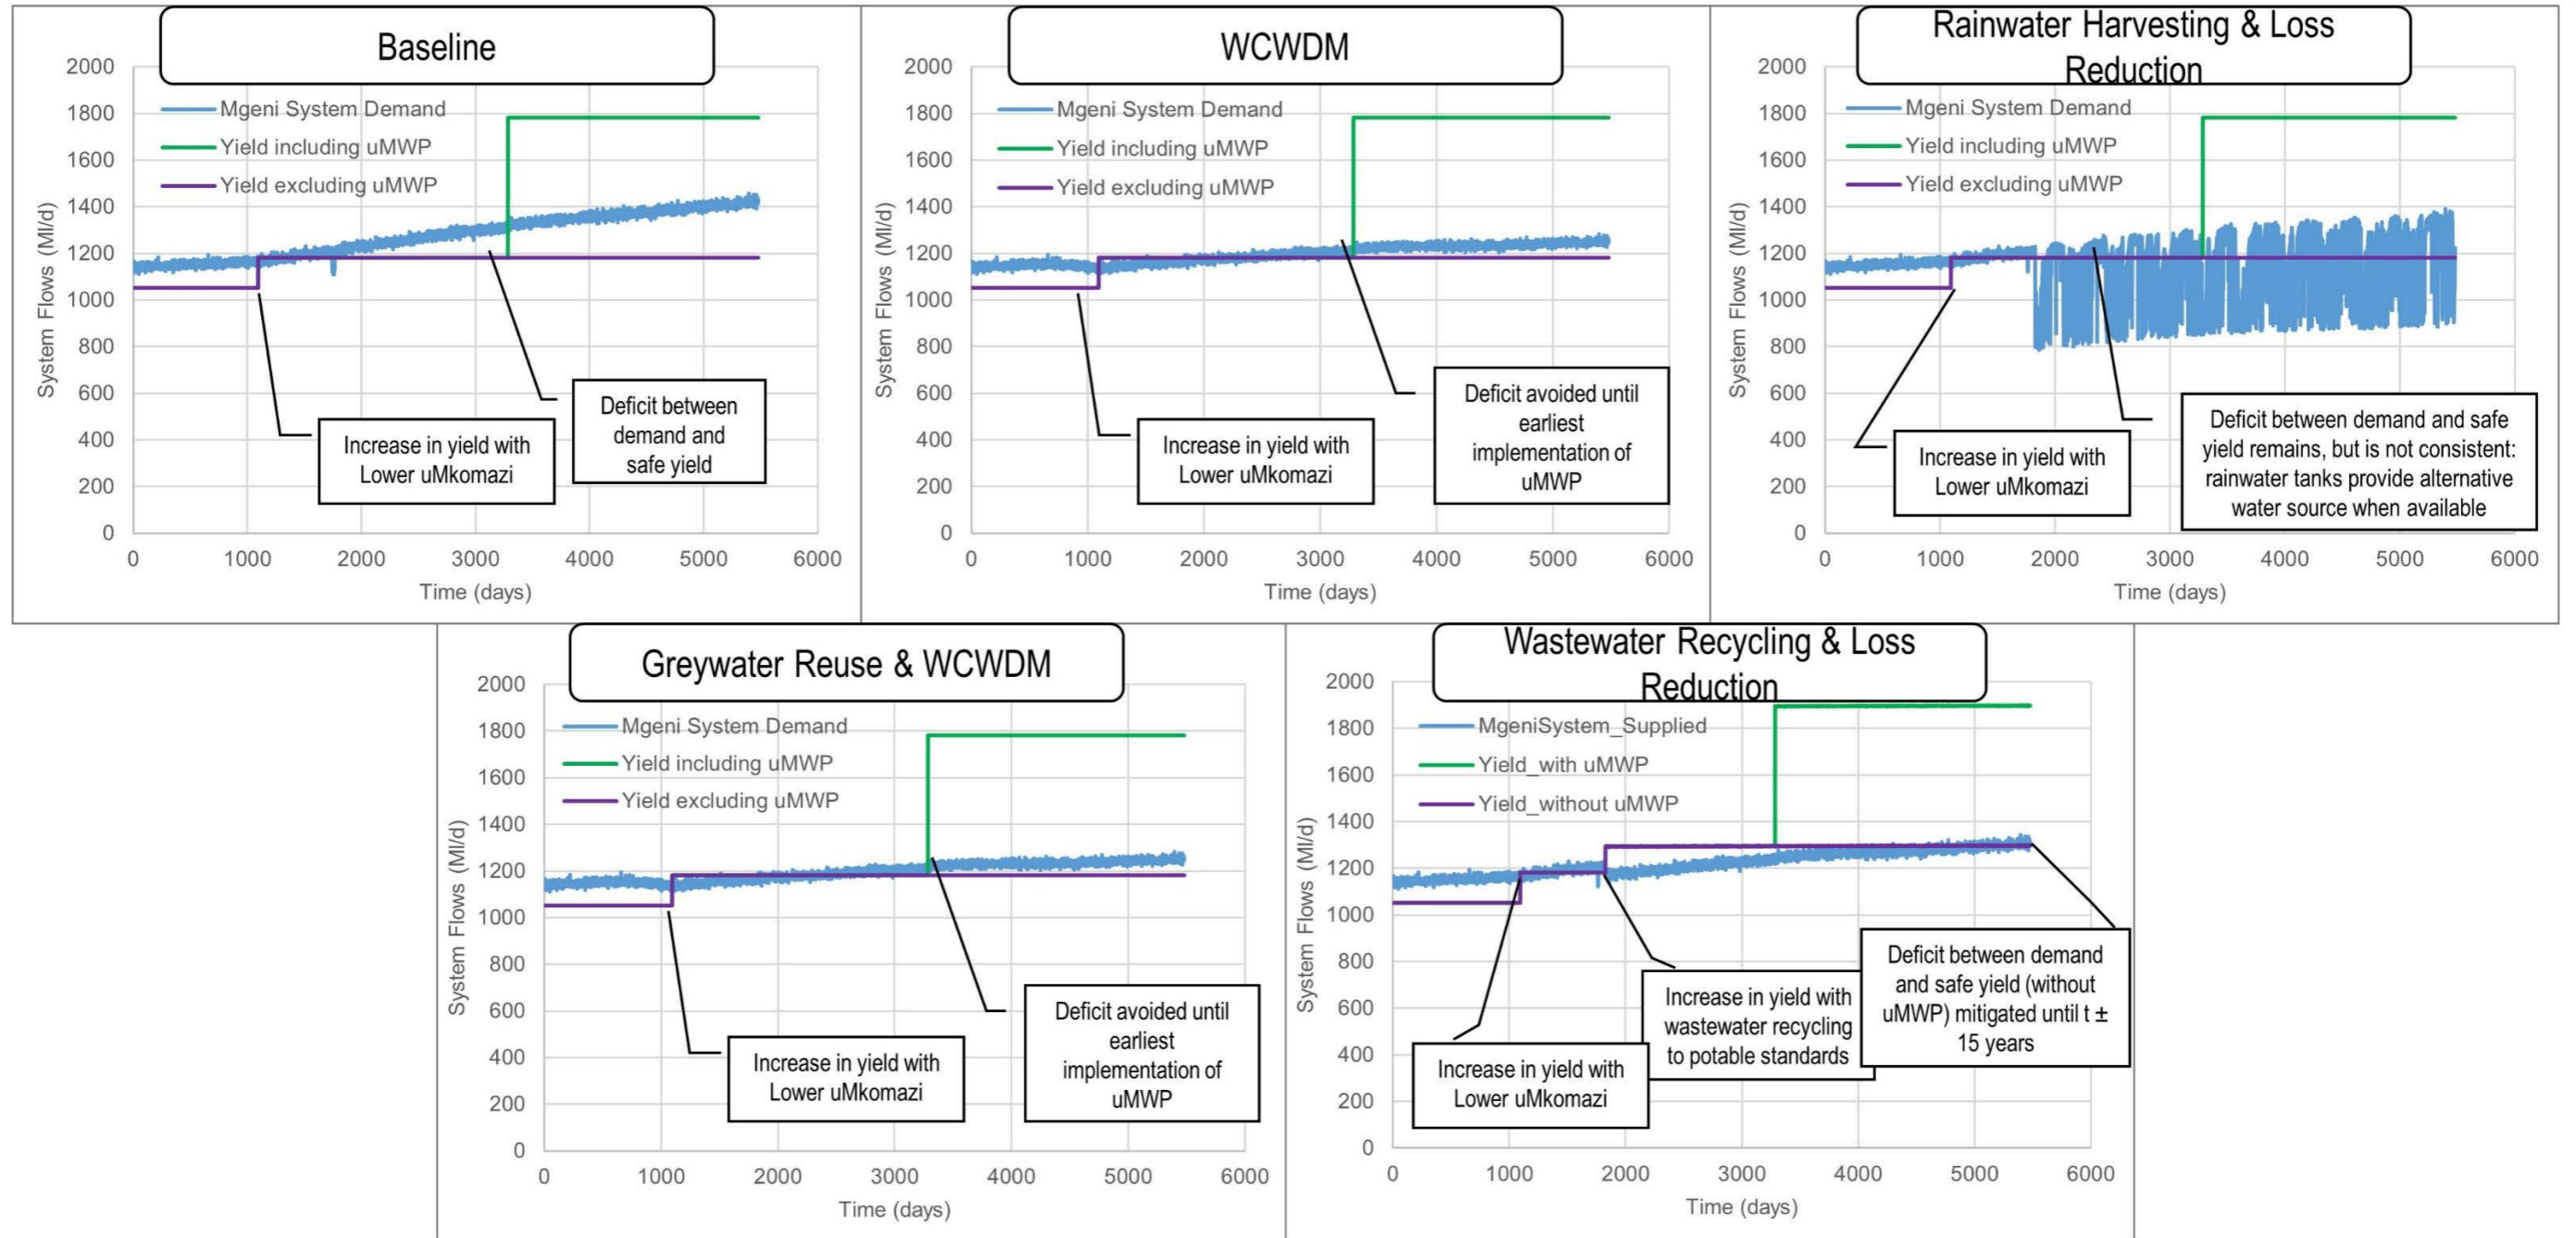 Baseline
2000
1800
1600
1400
1200
1000
800
600
400
200
0
System Flows (Ml/d)
Mgeni System Demand
Yield including uMWP
Yield excluding uMWP
Increase in yield with
Lower uMkomazi
Deficit between
demand and
safe yield
0 1000 2000 3000 4000 5000 6000
Time (days)
WCWDM
2000
1800
1600
1400
1200
1000
800
600
400
200
0
System Flows (Ml/d)
Mgeni System Demand
Yield including uMWP
Yield excluding uMWP
Increase in yield with
Lower uMkomazi
Deficit avoided until
earliest
implementation of
uMWP
0 1000 2000 3000 4000 5000 6000
Time (days)
Rainwater Harvesting & Loss
Reduction
2000
1800
1600
1400
1200
1000
800
600
400
200
0
System Flows (Ml/d)
Mgeni System Demand
Yield including uMWP
Yield excluding uMWP
Increase in yield with
Lower uMkomazi
Deficit between demand and safe
yield remains, but is not consistent:
rainwater tanks provide alternative
water source when available
0 1000 2000 3000 4000 5000 6000
Time (days)
Greywater Reuse & WCWDM
2000
1800
1600
1400
1200
1000
800
600
400
200
0
System Flows (Ml/d)
Mgeni System Demand
Yield including uMWP
Yield excluding uMWP
Increase in yield with
Lower uMkomazi
Deficit avoided until
earliest
implementation of
uMWP
0 1000 2000 3000 4000 5000 6000
Time (days)
Wastewater Recycling & Loss
Reduction
2000
1800
1600
1400
1200
1000
800
600
400
200
0
System Flows (Ml/d)
MgeniSystem_Supplied
Yield_with uMWP
Yield_without uMWP
Increase in yield with
Lower uMkomazi
Increase in yield with
wastewater recycling
to potable standards
Deficit between demand
and safe yield (without
uMWP) mitigated until t ±
15 years
0 1000 2000 3000 4000 5000 6000
Time (days)